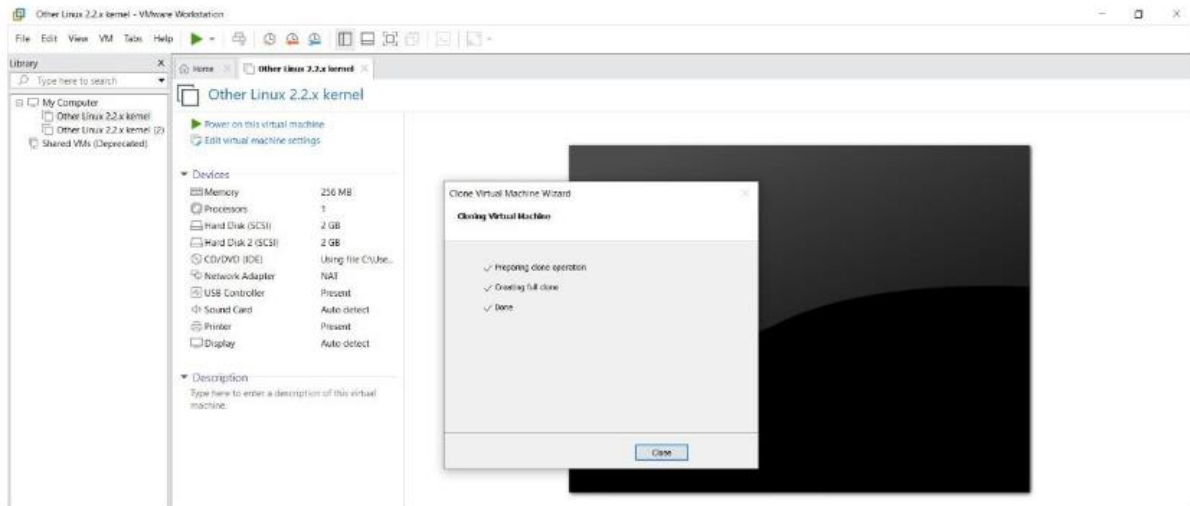 Other Linux 2.2.x kernel - VMware Workstation
File Edit View VM Tabs Help
Library X
Type here to search
My Computer
Other Linux 2.2.x kernel
Other Linux 2.2.x kernel (2)
Shared VMs (Deprecated)
Home Other Linux 2.2.x kernel
Other Linux 2.2.x kernel
Power on this virtual machine
Edit virtual machine settings
Devices
Memory 256 MB
Processors 1
Hard Disk (SCSI) 2 GB
Hard Disk 2 (SCSI) 2 GB
CD/DVD (IDE) Using file C:\Use...
Network Adapter NAT
USB Controller Present
Sound Card Auto detect
Printer Present
Display Auto detect
Description
Type here to enter a description of this virtual
machine.
Clone Virtual Machine Wizard
Cloning Virtual Machine
Preparing clone operation
Creating full clone
Done
Close